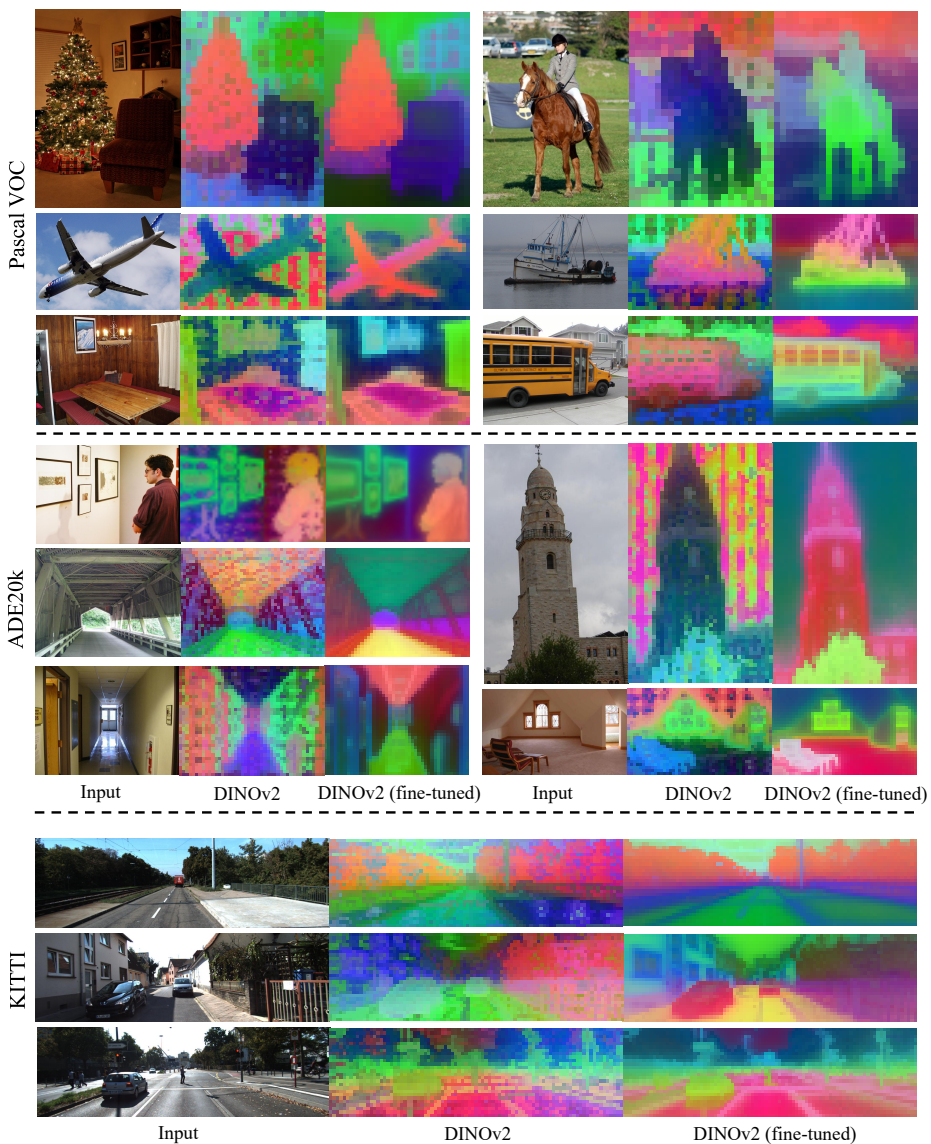 Pascal VOC
ADE20k
Input
DINOv2
DINOv2 (fine-tuned)
Input
DINOv2
DINOv2 (fine-tuned)
KITTI
Input
DINOv2
DINOv2 (fine-tuned)